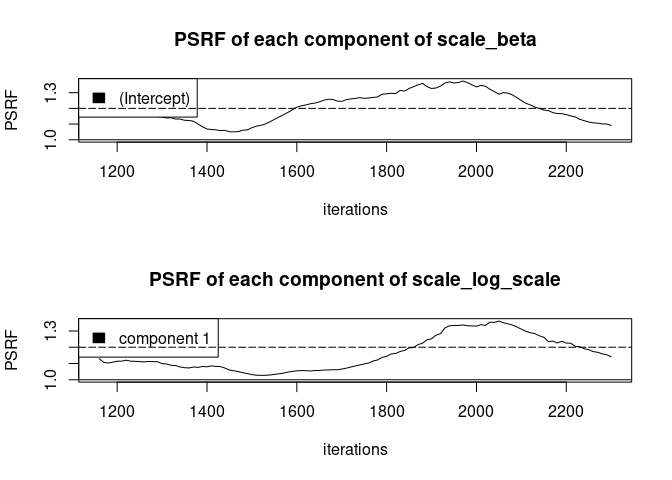 PSRF of each component of scale_beta
PSRF
1.3
1.0
(Intercept)
1200 1400 1600 1800 2000 2200
iterations
PSRF of each component of scale_log_scale
PSRF
1.3
1.0
component 1
1200 1400 1600 1800 2000 2200
iterations